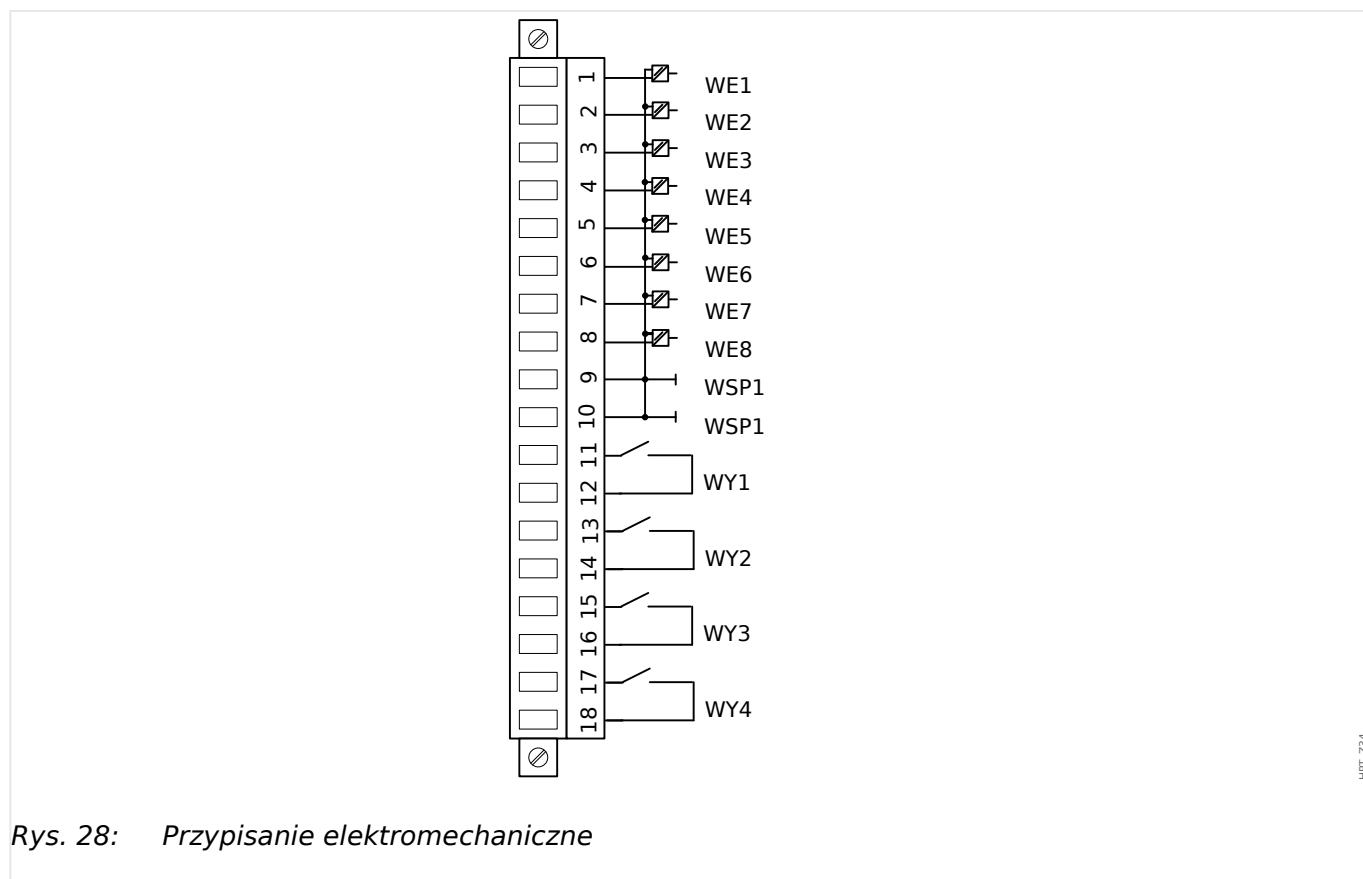 1 WE1
2 WE2
3 WE3
4 WE4
5 WE5
6 WE6
7 WE7
8 WE8
9 WSP1
10 WSP1
11
12 WY1
13
14 WY2
15
16 WY3
17
18 WY4
Rys. 28: Przypisanie elektromechaniczne